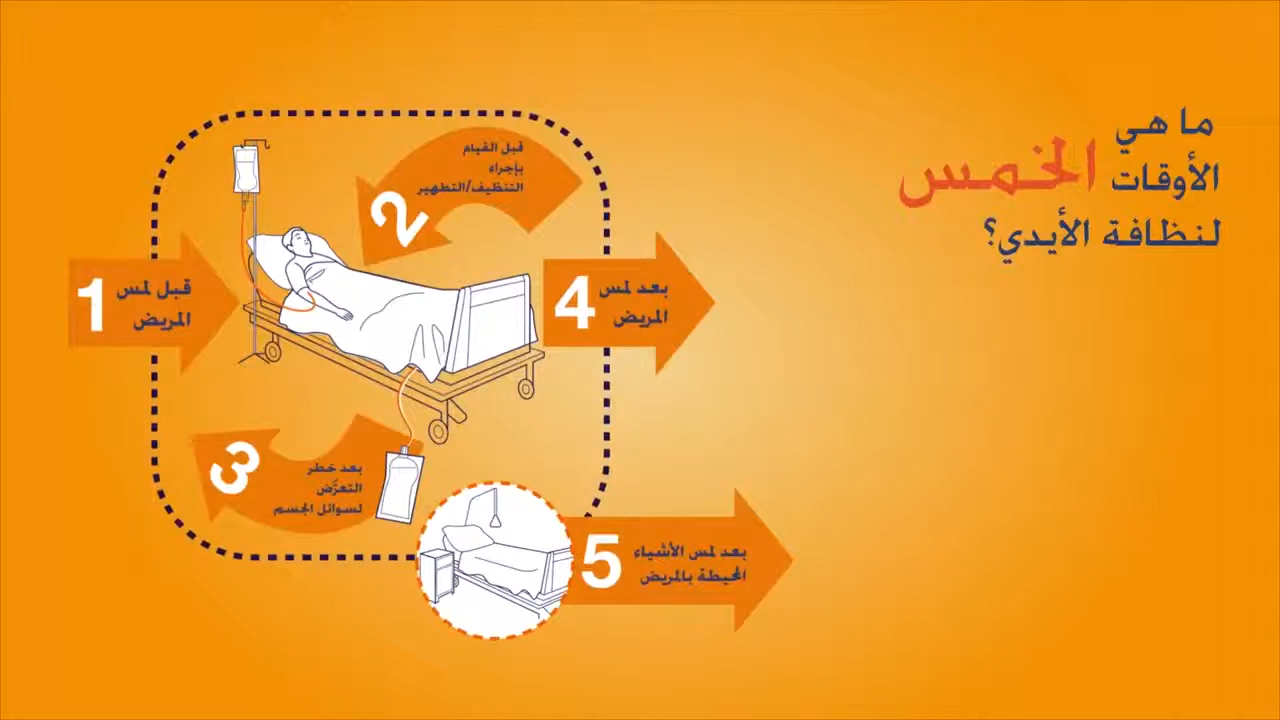 ما هي
الأوقات الخمس
لنظافة الأيدي؟
1
قبل لمس
المريض
2
قبل القيام
بإجراء
التنظيف/التطهير
3
بعد خطر
التعرَّض
لسوائل الجسم
4
بعد لمس
المريض
5
بعد لمس الأشياء
المحيطة بالمريض